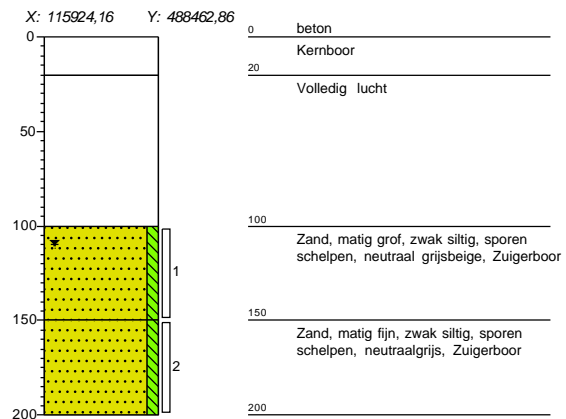 X: 115924,16 Y: 488462,86
0
50
100
150
200
1
2
0 beton
Kernboor
20
Volledig lucht
100
Zand, matig grof, zwak siltig, sporen
schelpen, neutraal grijsbeige, Zuigerboor
150
Zand, matig fijn, zwak siltig, sporen
schelpen, neutraalgrijs, Zuigerboor
200